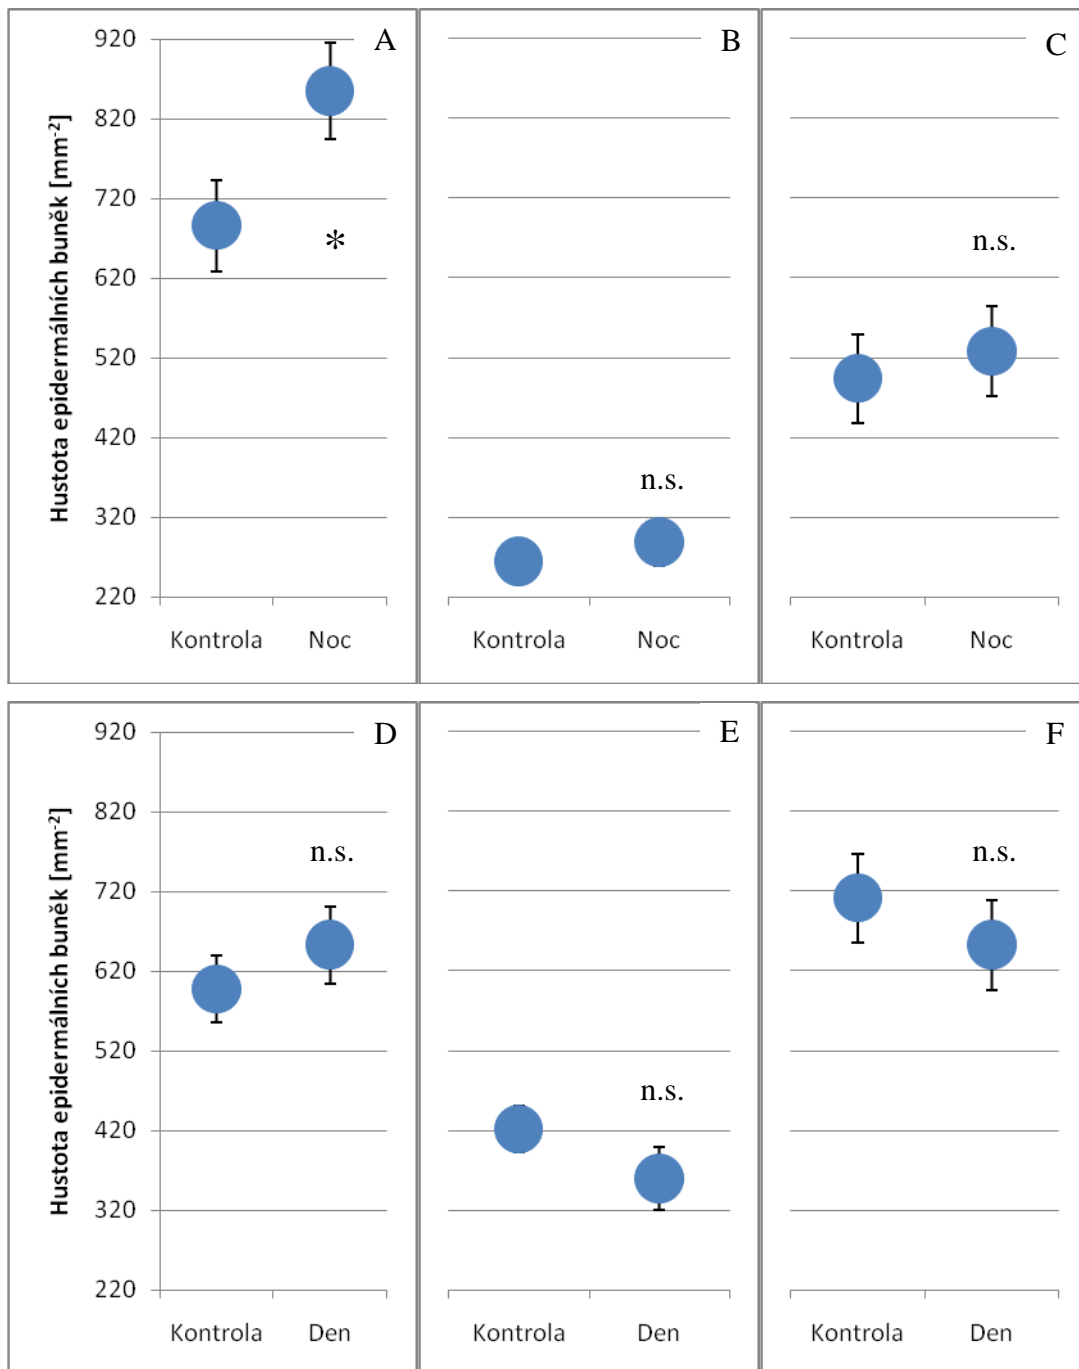 A
B
C
Hustota epidermálních buněk [mm⁻²]
920
820
720
620
520
420
320
220
*
n.s.
n.s.
Kontrola Noc
Kontrola Noc
Kontrola Noc
D
E
F
Hustota epidermálních buněk [mm⁻²]
920
820
720
620
520
420
320
220
n.s.
n.s.
n.s.
Kontrola Den
Kontrola Den
Kontrola Den